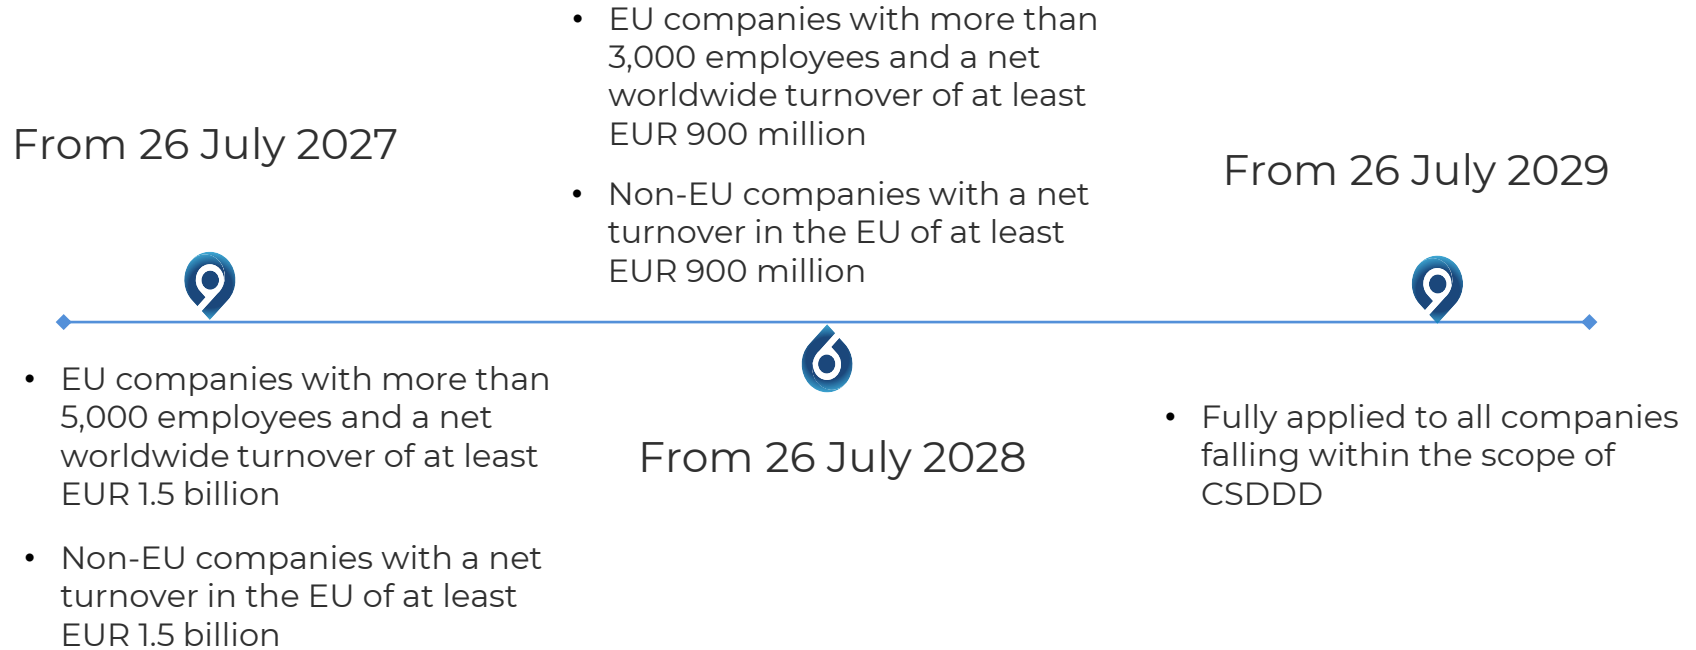 From 26 July 2027
• EU companies with more than
5,000 employees and a net
worldwide turnover of at least
EUR 1.5 billion
• Non-EU companies with a net
turnover in the EU of at least
EUR 1.5 billion
• EU companies with more than
3,000 employees and a net
worldwide turnover of at least
EUR 900 million
• Non-EU companies with a net
turnover in the EU of at least
EUR 900 million
From 26 July 2028
From 26 July 2029
• Fully applied to all companies
falling within the scope of
CSDDD